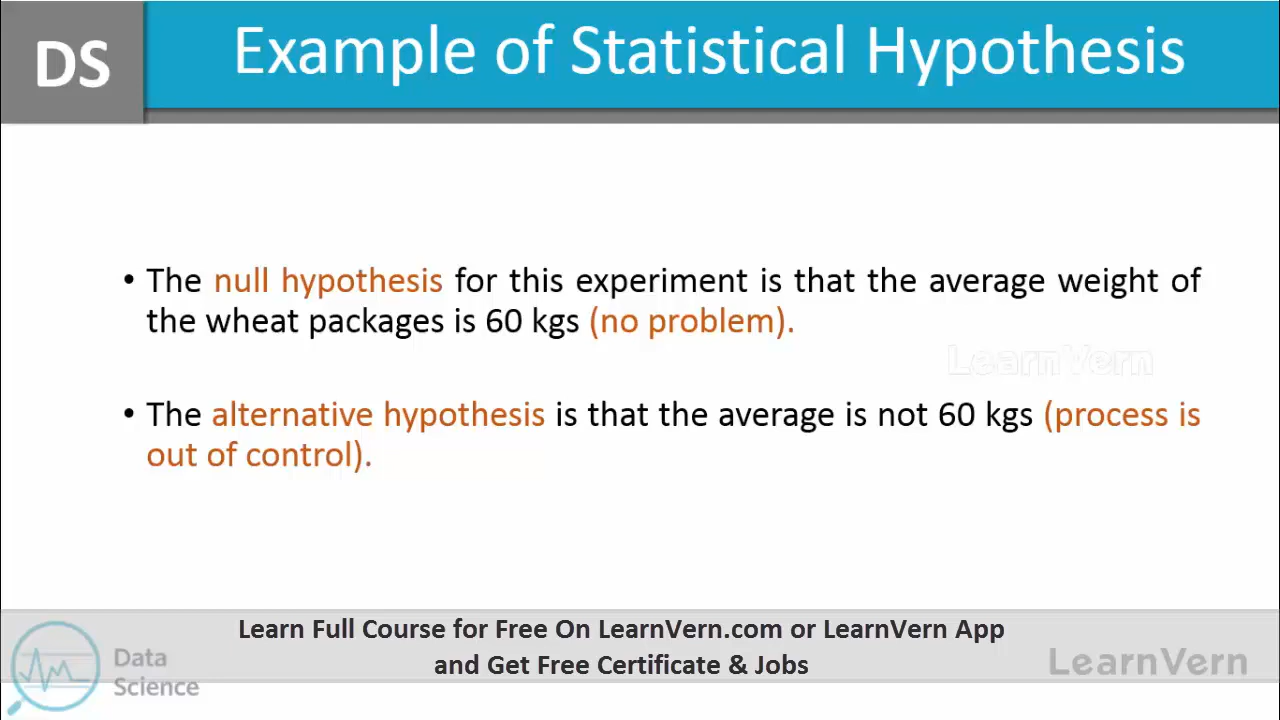 DS
Example of Statistical Hypothesis
• The null hypothesis for this experiment is that the average weight of
the wheat packages is 60 kgs (no problem).
LearnVern
• The alternative hypothesis is that the average is not 60 kgs (process is
out of control).
Learn Full Course for Free On LearnVern.com or LearnVern App
and Get Free Certificate & Jobs
Data
Science
LearnVern